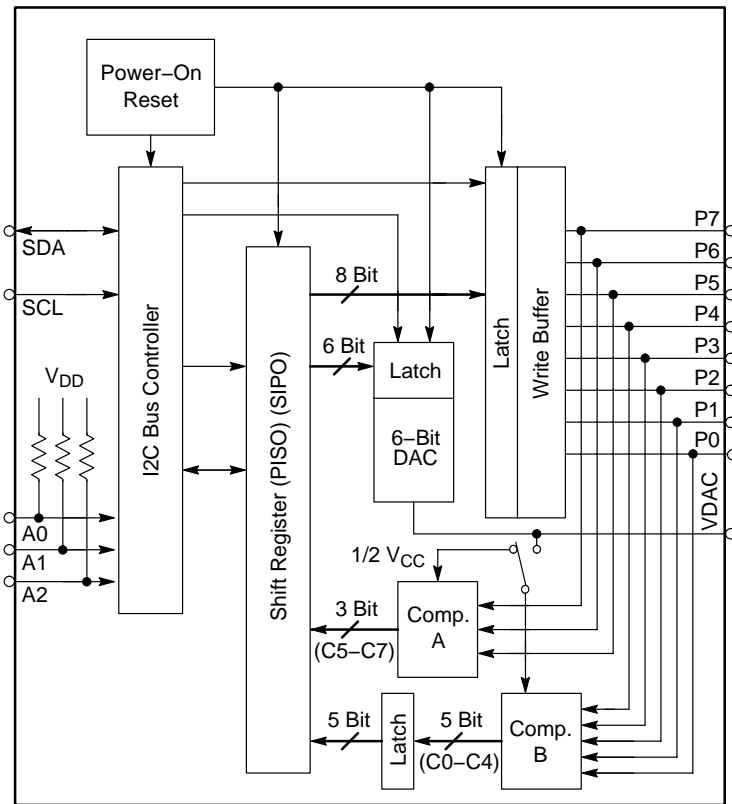 Power–On
Reset
SDA
SCL
V_DD
A0
A1
A2
I2C Bus Controller
Shift Register (PISO) (SIPO)
8 Bit
6 Bit
Latch
6-Bit
DAC
Latch
Write Buffer
P7
P6
P5
P4
P3
P2
P1
P0
VDAC
1/2 V_CC
Comp.
A
3 Bit
(C5–C7)
5 Bit
Latch
5 Bit
(C0–C4)
Comp.
B